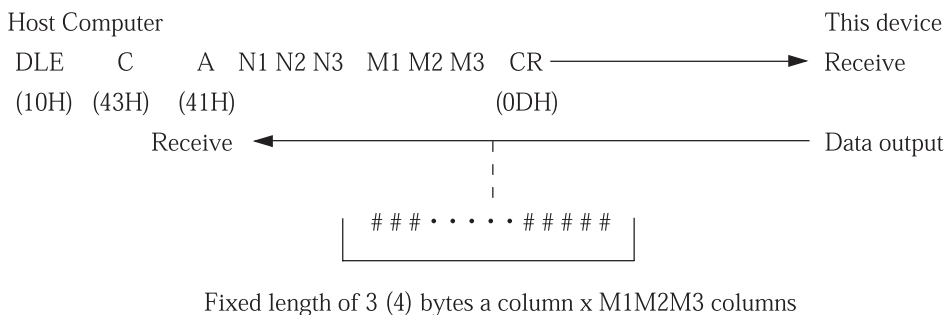 Host Computer This device
DLE C A N1 N2 N3 M1 M2 M3 CR Receive
(10H) (43H) (41H) (0DH)
Receive Data output
# # # • • • • • # # # # #
Fixed length of 3 (4) bytes a column x M1M2M3 columns